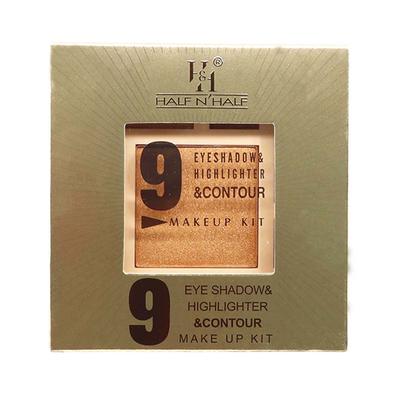 H&H®
HALF N' HALF
9
EYESHADOW&
HIGHLIGHTER
&CONTOUR
MAKEUP KIT
9
EYE SHADOW&
HIGHLIGHTER
&CONTOUR
MAKE UP KIT